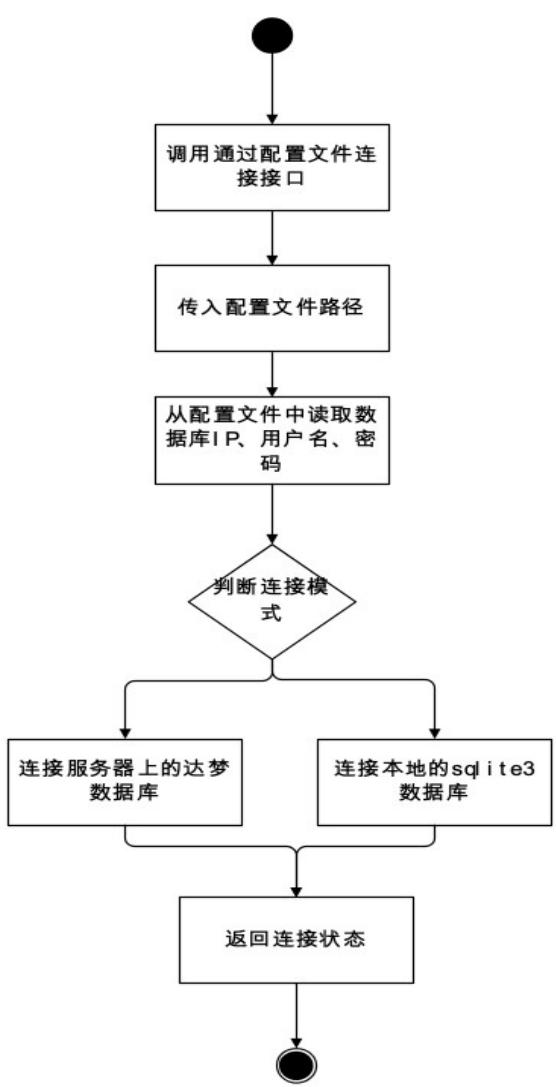 调用通过配置文件连
接接口
传入配置文件路径
从配置文件中读取数
据库IP、用户名、密
码
判断连接模
式
连接服务器上的达梦
数据库
连接本地的sqlite3
数据库
返回连接状态